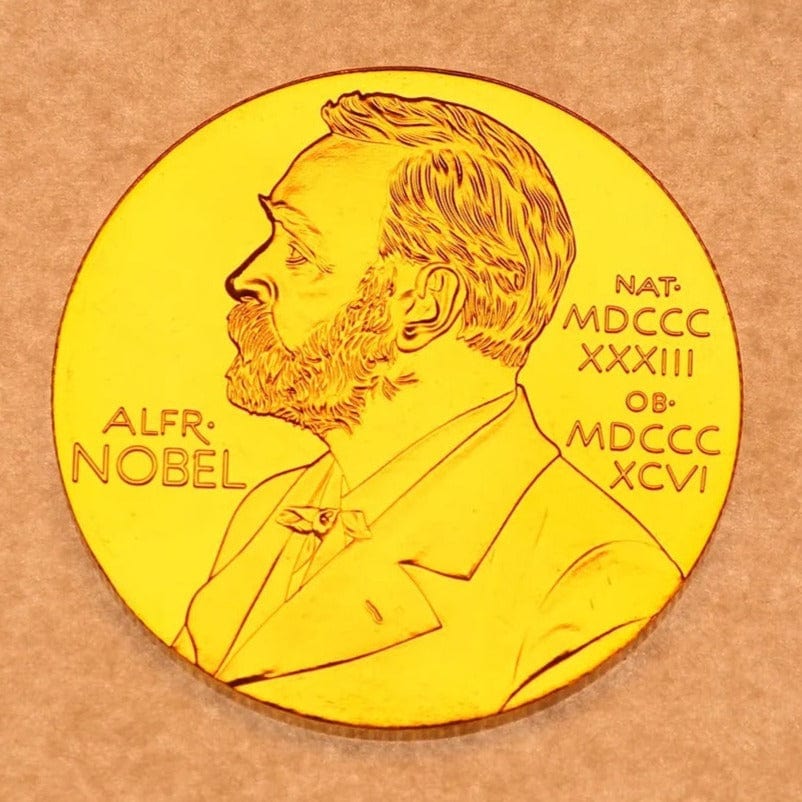 ALFR·
NOBEL
NAT·
MDCCC
XXXIII
OB·
MDCCC
XCVI